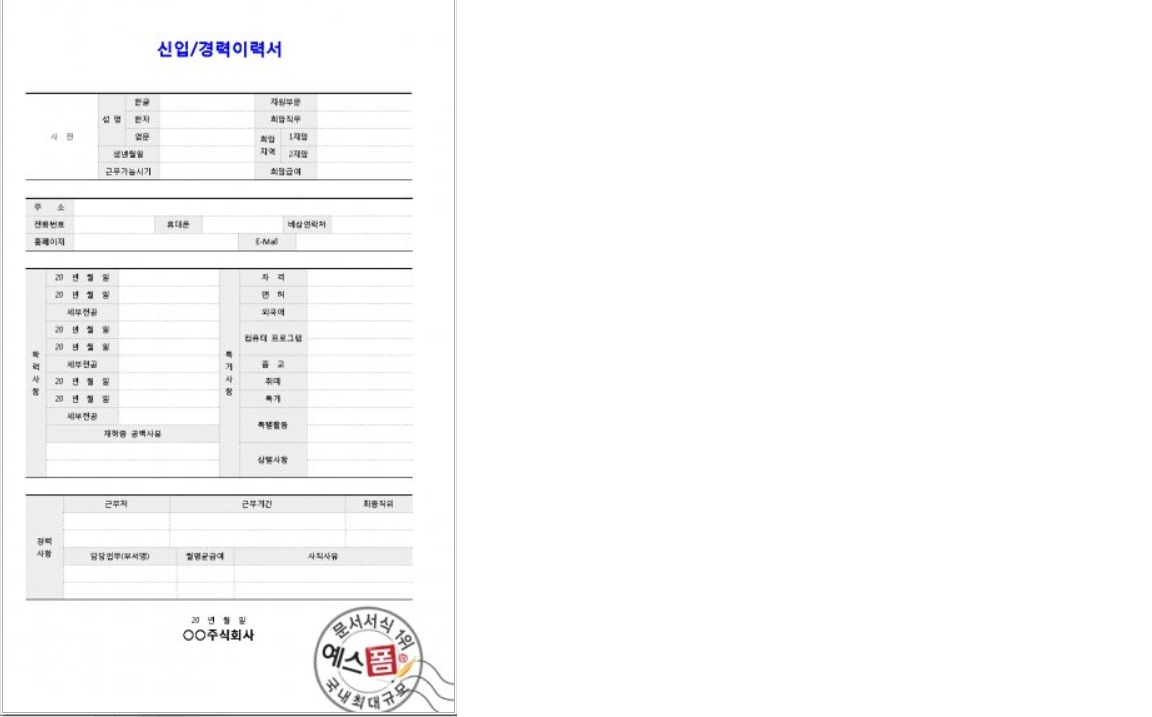 신입/경력이력서
사 진
성 명
한글
지원부문
한자
희망직무
영문
희망
지역
1지망
생년월일
2지망
근무가능시기
희망급여
주 소
전화번호
휴대폰
비상연락처
홈페이지
E-Mail
학력사항
20 년 월 일
특기사항
자 격
20 년 월 일
면 허
세부전공
외국어
20 년 월 일
컴퓨터 프로그램
20 년 월 일
세부전공
종 교
20 년 월 일
취미
20 년 월 일
특기
세부전공
특별활동
재학중 공백사유
상벌사항
경력
사항
근무처
근무기간
최종직위
담당업무(부서명)
월평균급여
사직사유
20 년 월 일
○○주식회사
문서서식 1위
예스폼
국내최대규모